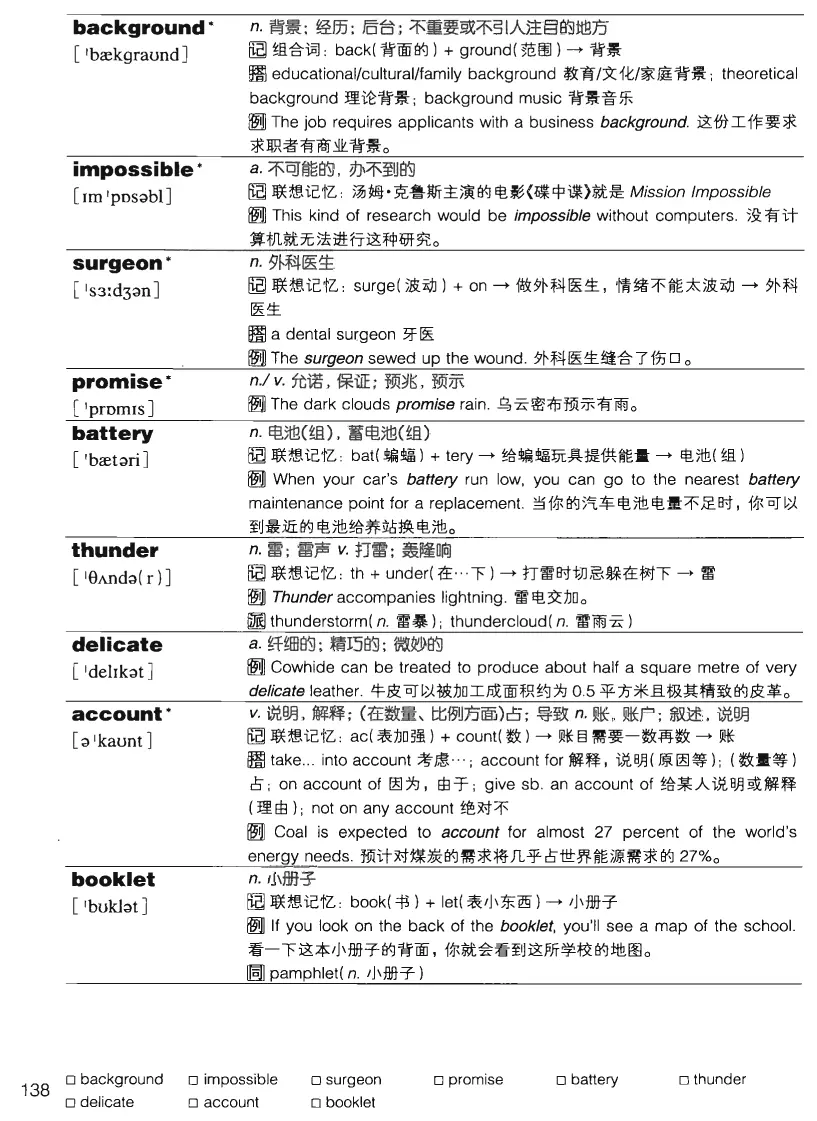 background* n. 背景；经历；后台；不重要或不引人注目的地方
[ˈbækgraund] 记 组合词：back(背面的) + ground(范围) → 背景
搭 educational/cultural/family background 教育/文化/家庭背景；theoretical
background 理论背景；background music 背景音乐
例 The job requires applicants with a business background. 这份工作要求
求职者有商业背景。
impossible* a. 不可能的，办不到的
[ɪmˈpɒsəbl] 记 联想记忆：汤姆·克鲁斯主演的电影《碟中谍》就是 Mission Impossible
例 This kind of research would be impossible without computers. 没有计
算机就无法进行这种研究。
surgeon* n. 外科医生
[ˈsɜːdʒən] 记 联想记忆：surge(波动) + on → 做外科医生，情绪不能太波动 → 外科
医生
搭 a dental surgeon 牙医
例 The surgeon sewed up the wound. 外科医生缝合了伤口。
promise* n./ v. 允诺，保证；预兆，预示
[ˈprɒmɪs] 例 The dark clouds promise rain. 乌云密布预示有雨。
battery n. 电池(组)，蓄电池(组)
[ˈbætəri] 记 联想记忆：bat(蝙蝠) + tery → 给蝙蝠玩具提供能量 → 电池(组)
例 When your car's battery run low, you can go to the nearest battery
maintenance point for a replacement. 当你的汽车电池电量不足时，你可以
到最近的电池给养站换电池。
thunder n. 雷；雷声 v. 打雷；轰隆响
[ˈθʌndə(r)] 记 联想记忆：th + under(在…下) → 打雷时切忌躲在树下 → 雷
例 Thunder accompanies lightning. 雷电交加。
派 thunderstorm(n. 雷暴)；thundercloud(n. 雷雨云)
delicate a. 纤细的；精巧的；微妙的
[ˈdelɪkət] 例 Cowhide can be treated to produce about half a square metre of very
delicate leather. 牛皮可以被加工成面积约为 0.5 平方米且极其精致的皮革。
account* v. 说明，解释；(在数量、比例方面)占；导致 n. 账，账户；叙述，说明
[əˈkaunt] 记 联想记忆：ac(表加强) + count(数) → 账目需要一数再数 → 账
搭 take... into account 考虑…；account for 解释，说明(原因等)；(数量等)
占；on account of 因为，由于；give sb. an account of 给某人说明或解释
(理由)；not on any account 绝对不
例 Coal is expected to account for almost 27 percent of the world's
energy needs. 预计对煤炭的需求将几乎占世界能源需求的 27%。
booklet n. 小册子
[ˈbuklət] 记 联想记忆：book(书) + let(表小东西) → 小册子
例 If you look on the back of the booklet, you'll see a map of the school.
看一下这本小册子的背面，你就会看到这所学校的地图。
同 pamphlet(n. 小册子)
138 □ background □ impossible □ surgeon □ promise □ battery □ thunder
□ delicate □ account □ booklet